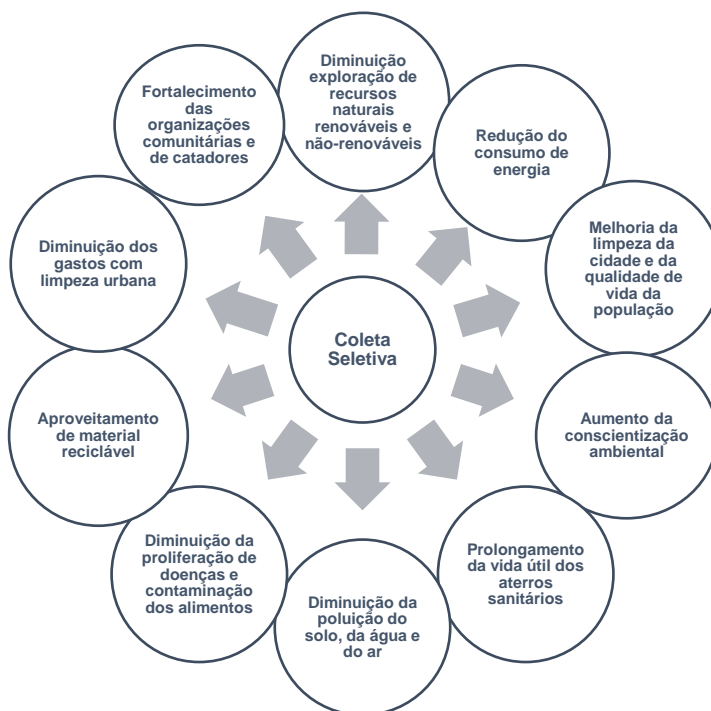 Diminuição
exploração de
recursos
naturais
renováveis e
não-renováveis
Redução do
consumo de
energia
Melhoria da
limpeza da
cidade e da
qualidade de
vida da
população
Aumento da
conscientização
ambiental
Prolongamento
da vida útil dos
aterros
sanitários
Diminuição da
poluição do
solo, da água e
do ar
Diminuição da
proliferação de
doenças e
contaminação
dos alimentos
Aproveitamento
de material
reciclável
Diminuição dos
gastos com
limpeza urbana
Fortalecimento
das
organizações
comunitárias e
de catadores
Coleta
Seletiva